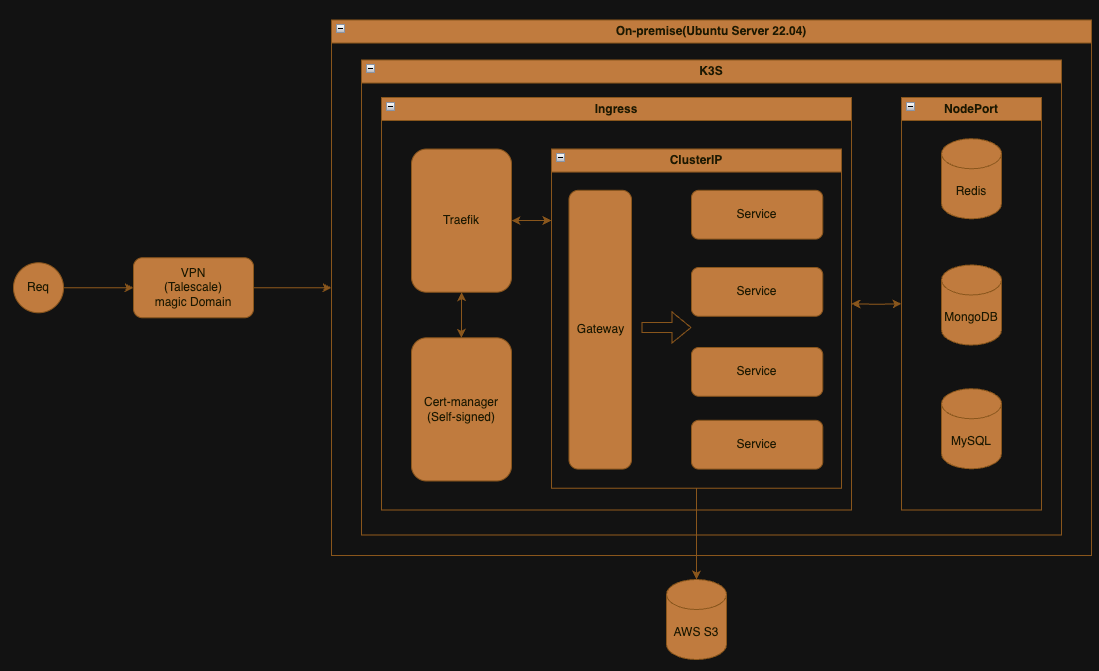 On-premise(Ubuntu Server 22.04)
K3S
Ingress
NodePort
ClusterIP
Traefik
Cert-manager
(Self-signed)
Gateway
Service
Service
Service
Service
Redis
MongoDB
MySQL
Req
VPN
(Talescale)
magic Domain
AWS S3